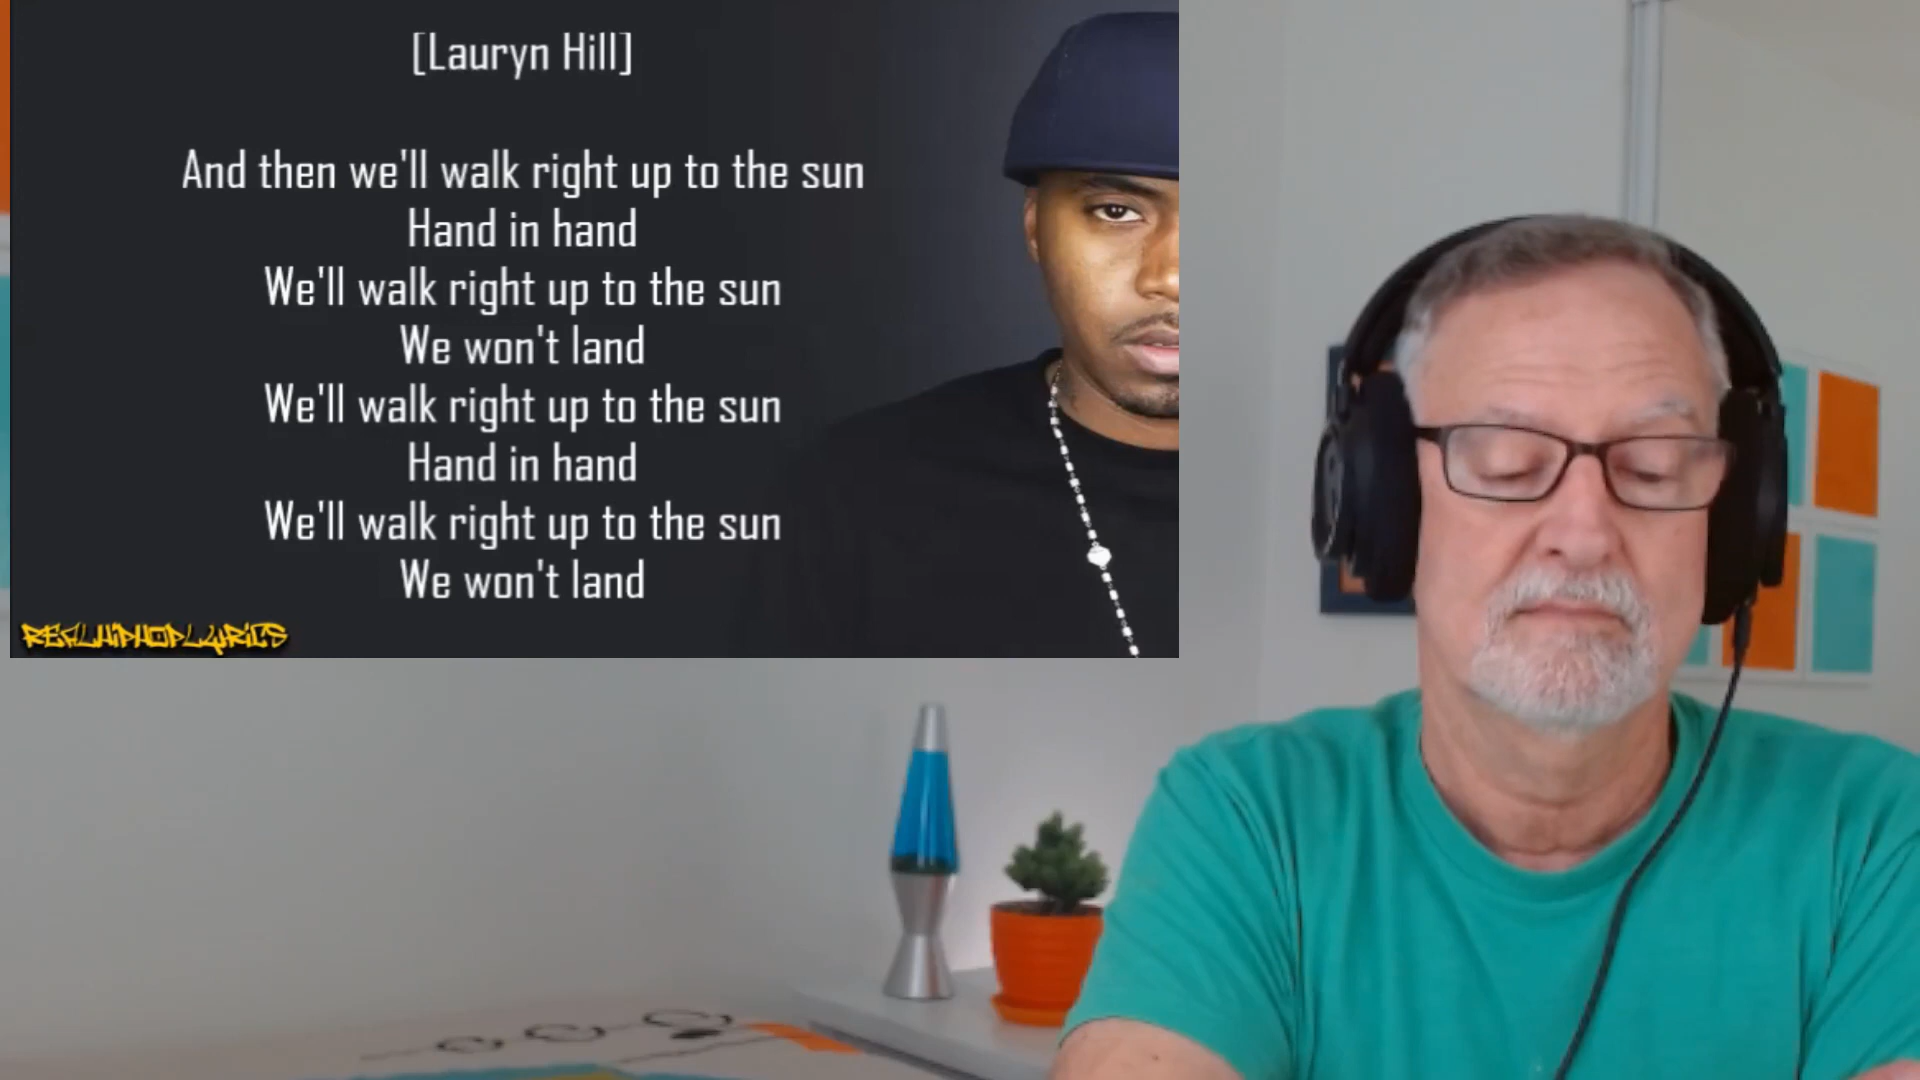 [Lauryn Hill]
And then we'll walk right up to the sun
Hand in hand
We'll walk right up to the sun
We won't land
We'll walk right up to the sun
Hand in hand
We'll walk right up to the sun
We won't land
REALHIPHOPLYRICS